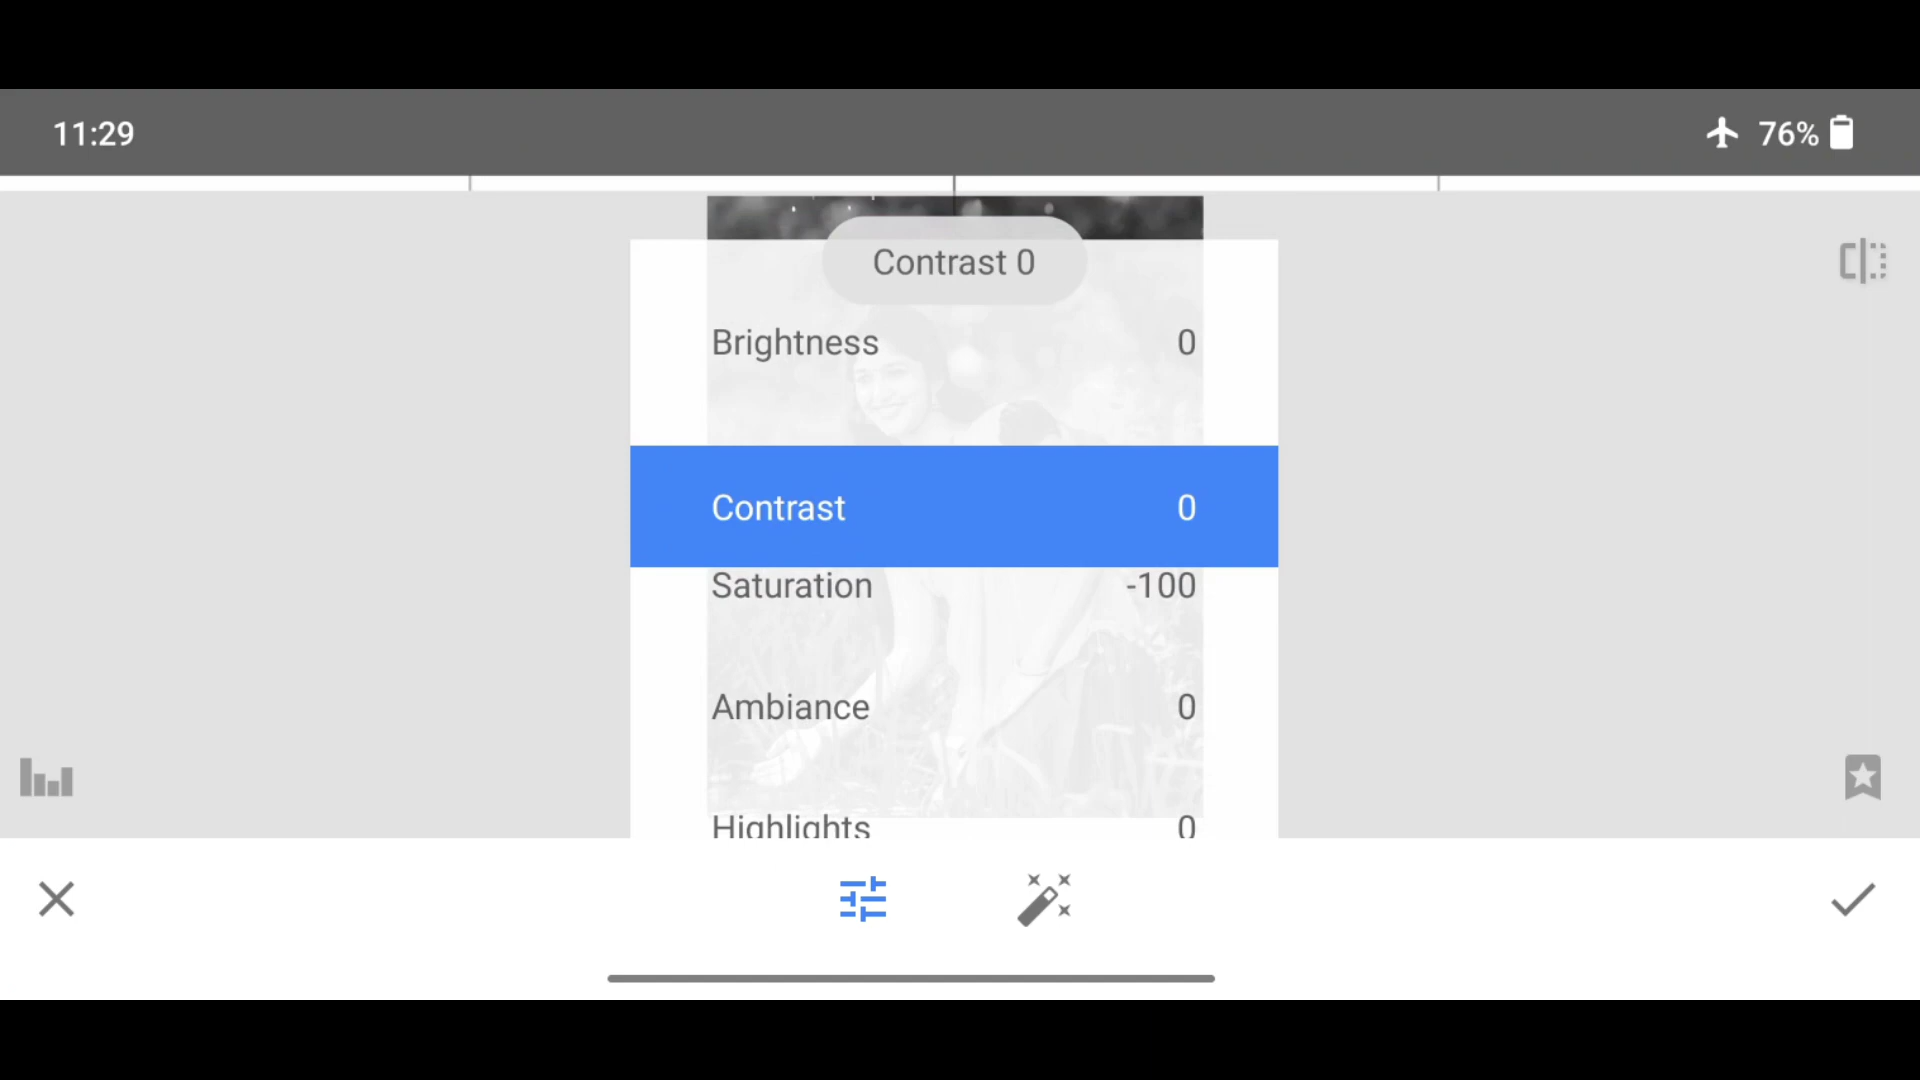 11:29
76%
Contrast 0
Brightness 0
Contrast 0
Saturation -100
Ambiance 0
Highlights 0